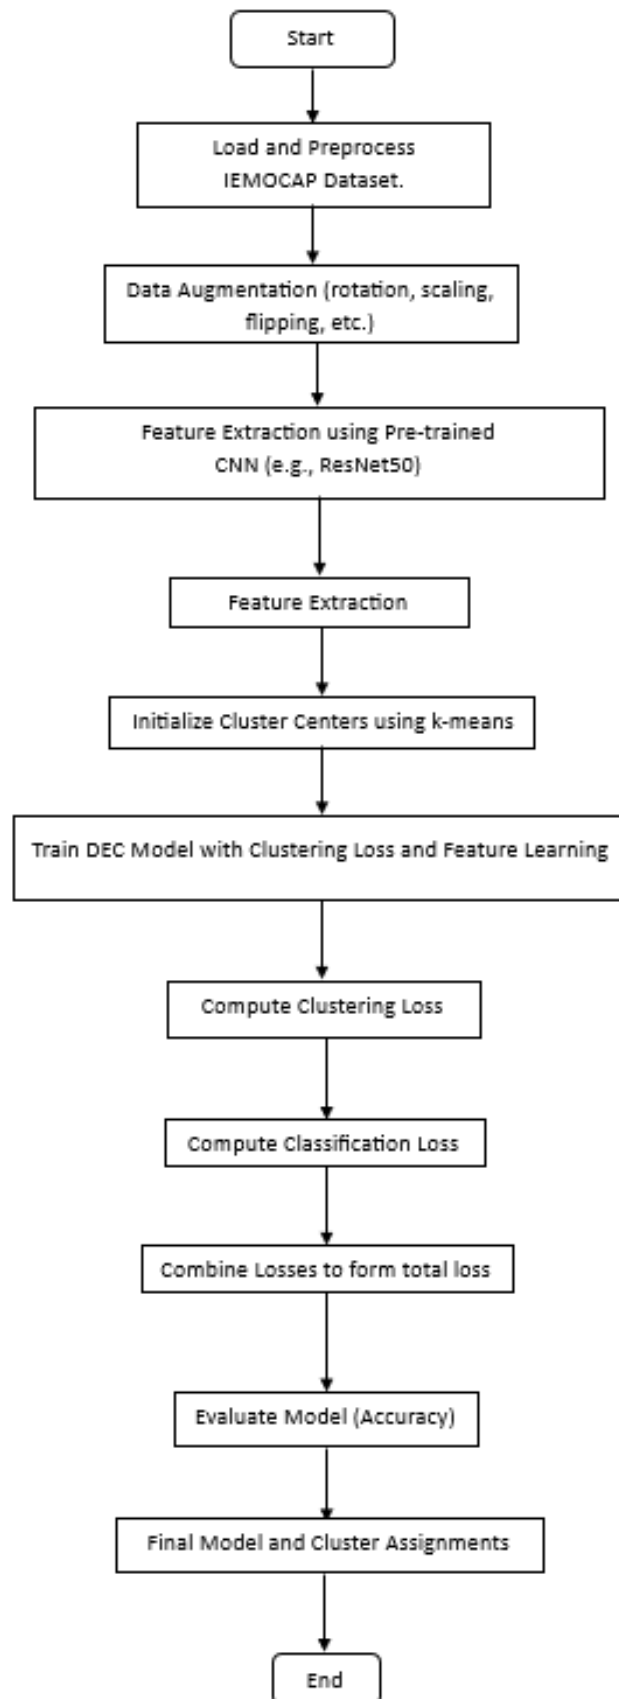 Start
Load and Preprocess
IEMOCAP Dataset.
Data Augmentation (rotation, scaling,
flipping, etc.)
Feature Extraction using Pre-trained
CNN (e.g., ResNet50)
Feature Extraction
Initialize Cluster Centers using k-means
Train DEC Model with Clustering Loss and Feature Learning
Compute Clustering Loss
Compute Classification Loss
Combine Losses to form total loss
Evaluate Model (Accuracy)
Final Model and Cluster Assignments
End